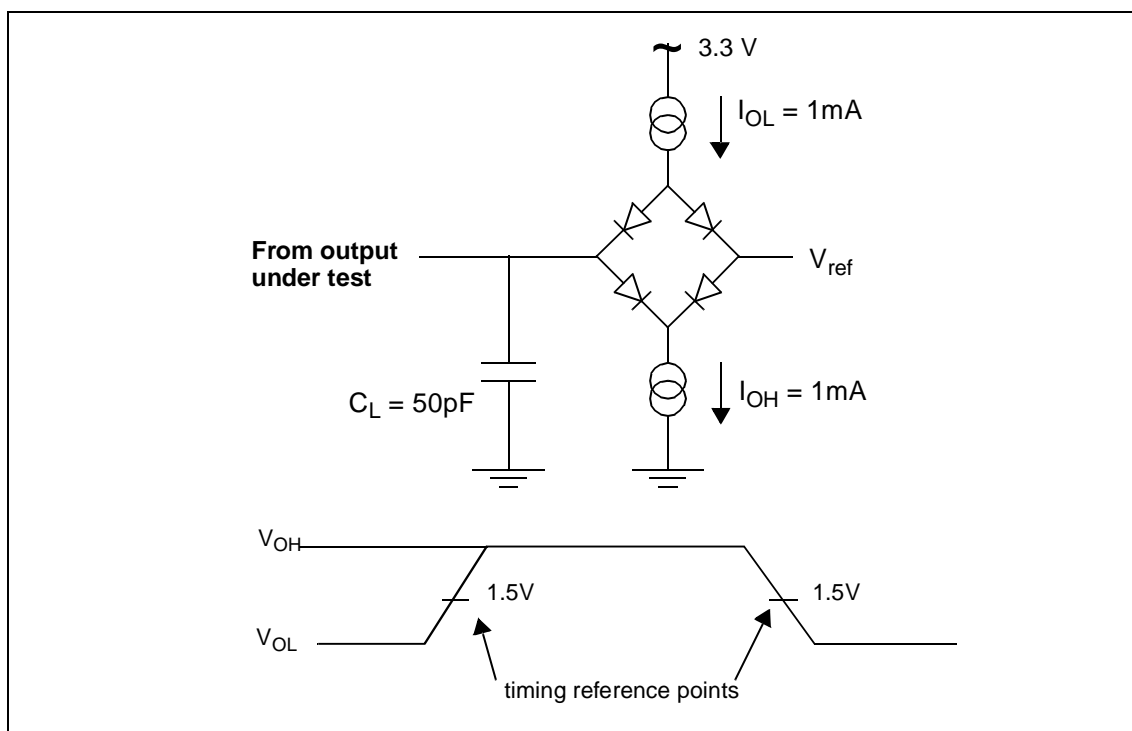 3.3 V
I_OL = 1mA
From output
under test
V_ref
C_L = 50pF
I_OH = 1mA
V_OH
1.5V
1.5V
V_OL
timing reference points